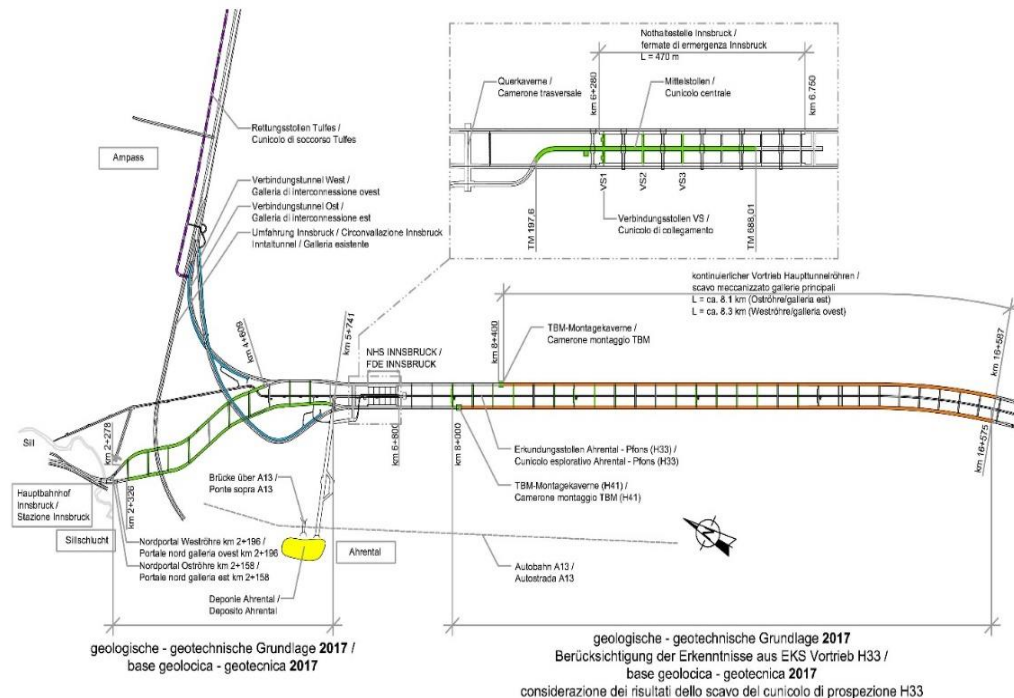 Nothaltestelle Innsbruck /
fermate di ermergenza Innsbruck
L = 470 m
Querkaverne /
Camerone trasversale
km 6+280
Mittelstollen /
Cunicolo centrale
km 6.750
Rettungsstollen Tulfes /
Cunicolo di soccorso Tulfes
Ampass
VS1
VS2
VS3
Verbindungstunnel West /
Galleria di interconnessione ovest
Verbindungstunnel Ost /
Galleria di interconnessione est
Umfahrung Innsbruck / Circonvallazione Innsbruck
Inntaltunnel / Galleria esistente
TM 197,6
Verbindungsstollen VS /
Cunicolo di collegamento
TM 688,01
kontinuierlicher Vortrieb Haupttunnelröhren /
scavo meccanizzato gallerie principali
L = ca. 8.1 km (Oströhre/galleria est)
L = ca. 8.3 km (Weströhre/galleria ovest)
km 4+609
km 5+741
TBM-Montagekaverne /
Camerone montaggio TBM
km 8+400
NHS INNSBRUCK /
FDE INNSBRUCK
km 16+587
Sill
km 2+278
km 6+800
km 8+000
Erkundungsstollen Ahrental - Pfons (H33) /
Cunicolo esplorativo Ahrental - Pfons (H33)
km 16+575
Hauptbahnhof
Innsbruck /
Stazione Innsbruck
km 2+326
Brücke über A13 /
Ponte sopra A13
TBM-Montagekaverne (H41) /
Camerone montaggio TBM (H41)
Sillschlucht
N
Nordportal Weströhre km 2+196 /
Portale nord galleria ovest km 2+196
Nordportal Oströhre km 2+158 /
Portale nord galleria est km 2+158
Ahrental
Autobahn A13 /
Autostrada A13
Deponie Ahrental /
Deposito Ahrental
geologische - geotechnische Grundlage 2017 /
base geolocica - geotecnica 2017
geologische - geotechnische Grundlage 2017
Berücksichtigung der Erkenntnisse aus EKS Vortrieb H33 /
base geolocica - geotecnica 2017
considerazione dei risultati dello scavo del cunicolo di prospezione H33